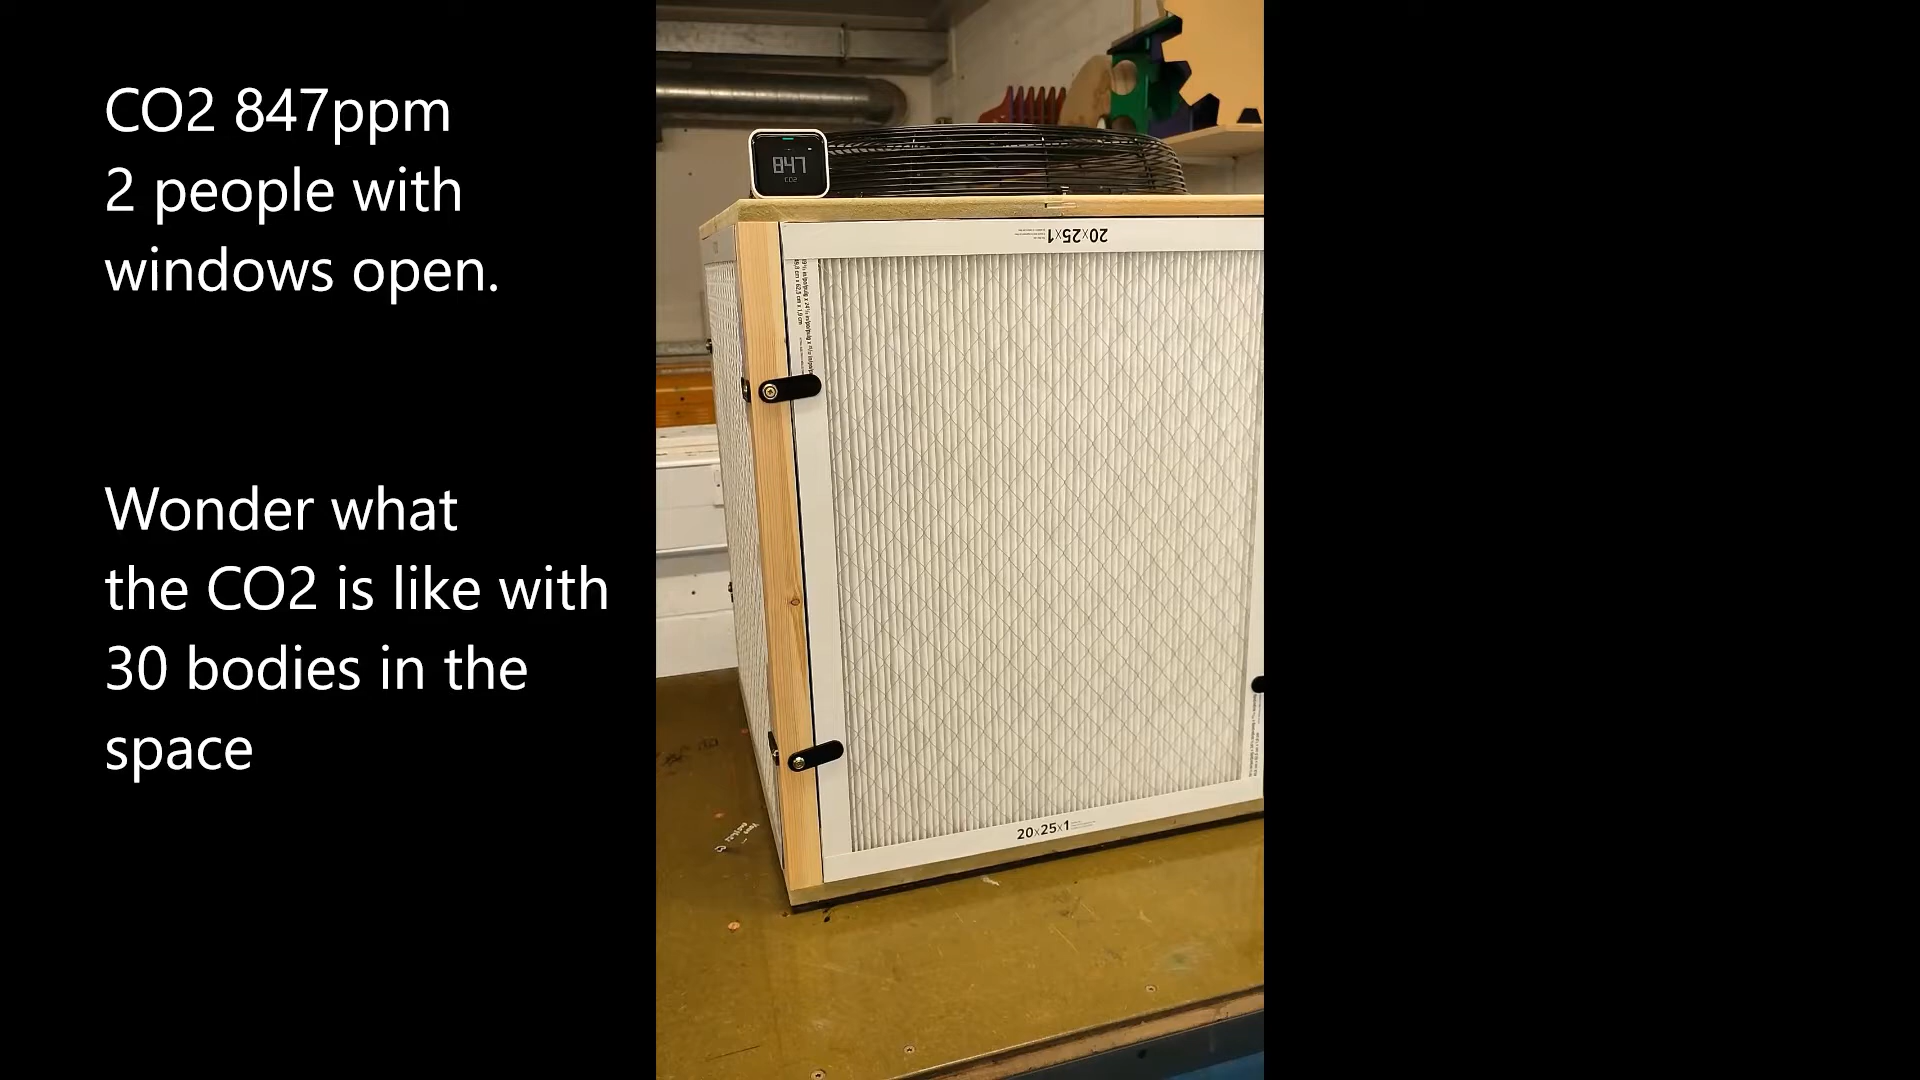 CO2 847ppm
2 people with
windows open.
Wonder what
the CO2 is like with
30 bodies in the
space
847
CO2
20x25x1
20x25x1